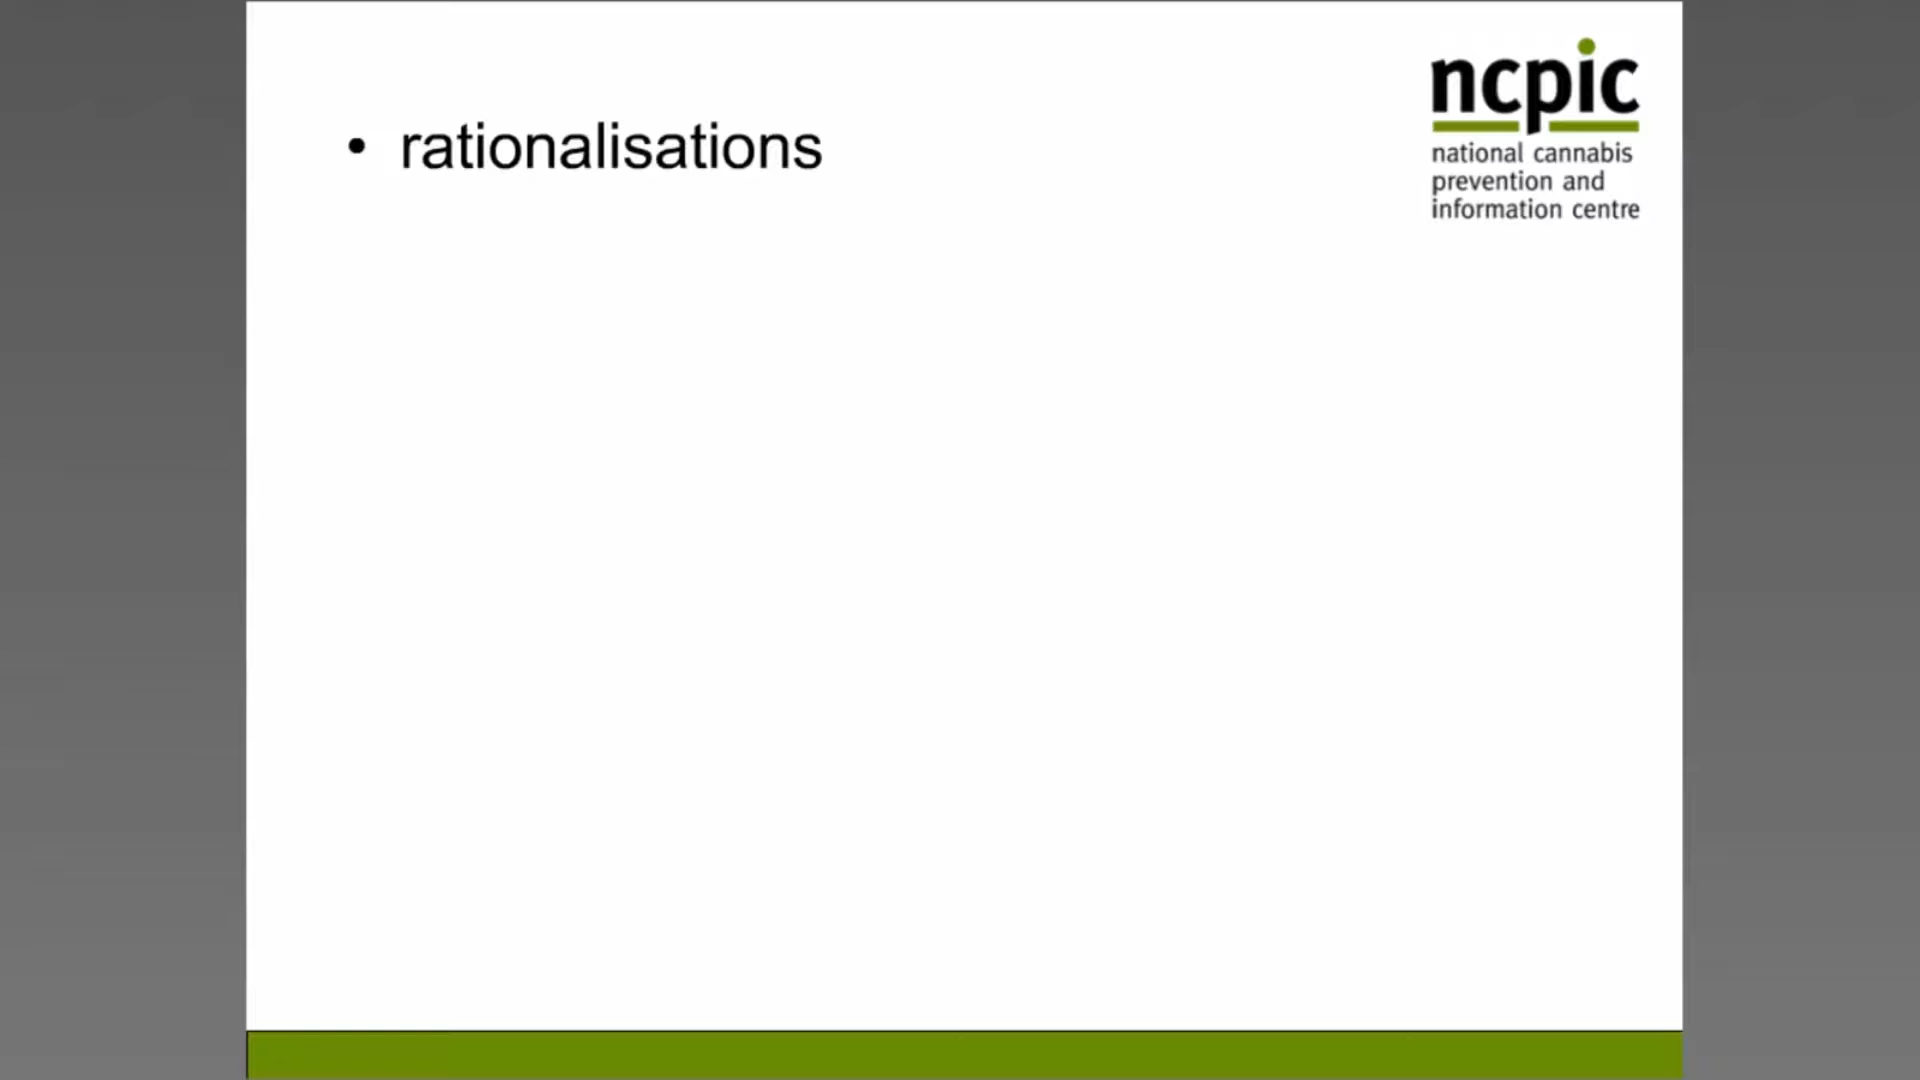 • rationalisations
ncpic
national cannabis
prevention and
information centre